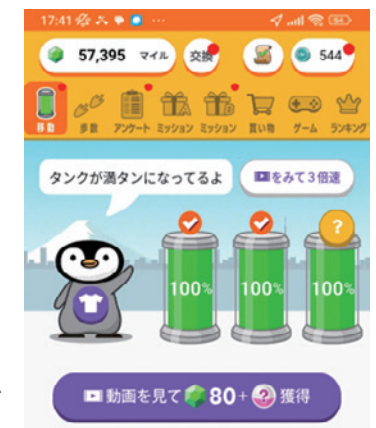 17:41
64
57,395 マイル 交換 544
移動 歩数 アンケート ミッション ミッション 買い物 ゲーム ランキング
タンクが満タンになってるよ
をみて3倍速
?
100% 100% 100%
動画を見て 80+ ? 獲得